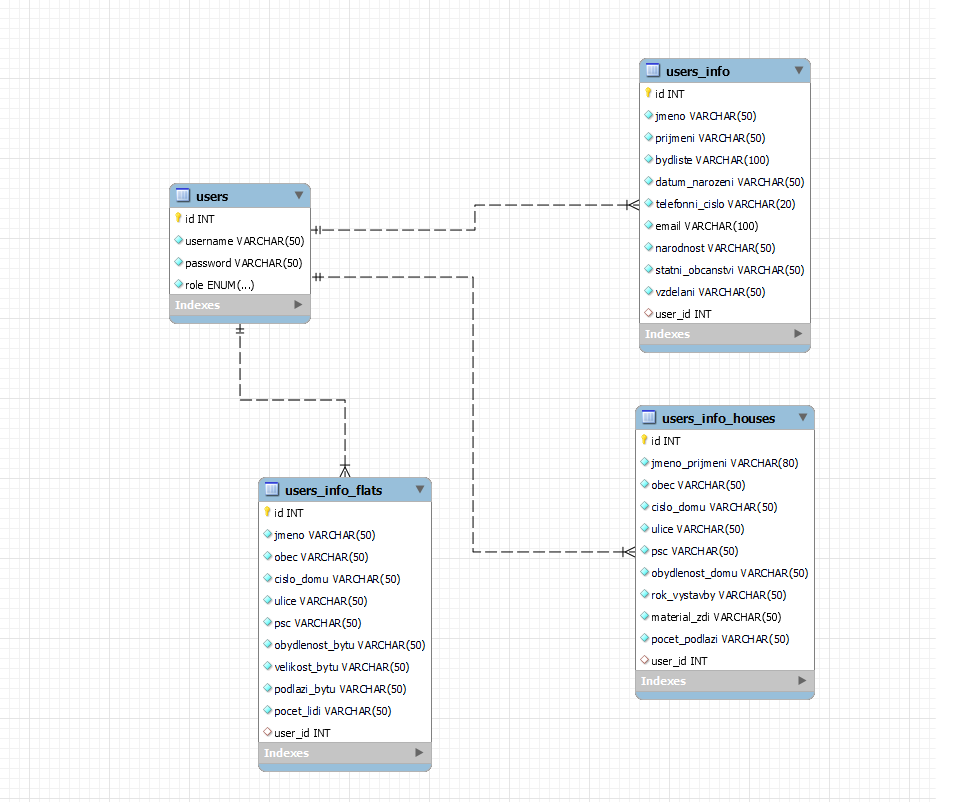 users
id INT
username VARCHAR(50)
password VARCHAR(50)
role ENUM(...)
Indexes
users_info
id INT
jmeno VARCHAR(50)
prijmeni VARCHAR(50)
bydliste VARCHAR(100)
datum_narozeni VARCHAR(50)
telefonni_cislo VARCHAR(20)
email VARCHAR(100)
narodnost VARCHAR(50)
statni_obcanstvi VARCHAR(50)
vzdelani VARCHAR(50)
user_id INT
Indexes
users_info_flats
id INT
jmeno VARCHAR(50)
obec VARCHAR(50)
cislo_domu VARCHAR(50)
ulice VARCHAR(50)
psc VARCHAR(50)
obydlenost_bytu VARCHAR(50)
velikost_bytu VARCHAR(50)
podlazi_bytu VARCHAR(50)
pocet_lidi VARCHAR(50)
user_id INT
Indexes
users_info_houses
id INT
jmeno_prijmeni VARCHAR(80)
obec VARCHAR(50)
cislo_domu VARCHAR(50)
ulice VARCHAR(50)
psc VARCHAR(50)
obydlenost_domu VARCHAR(50)
rok_vystavby VARCHAR(50)
material_zdi VARCHAR(50)
pocet_podlazi VARCHAR(50)
user_id INT
Indexes